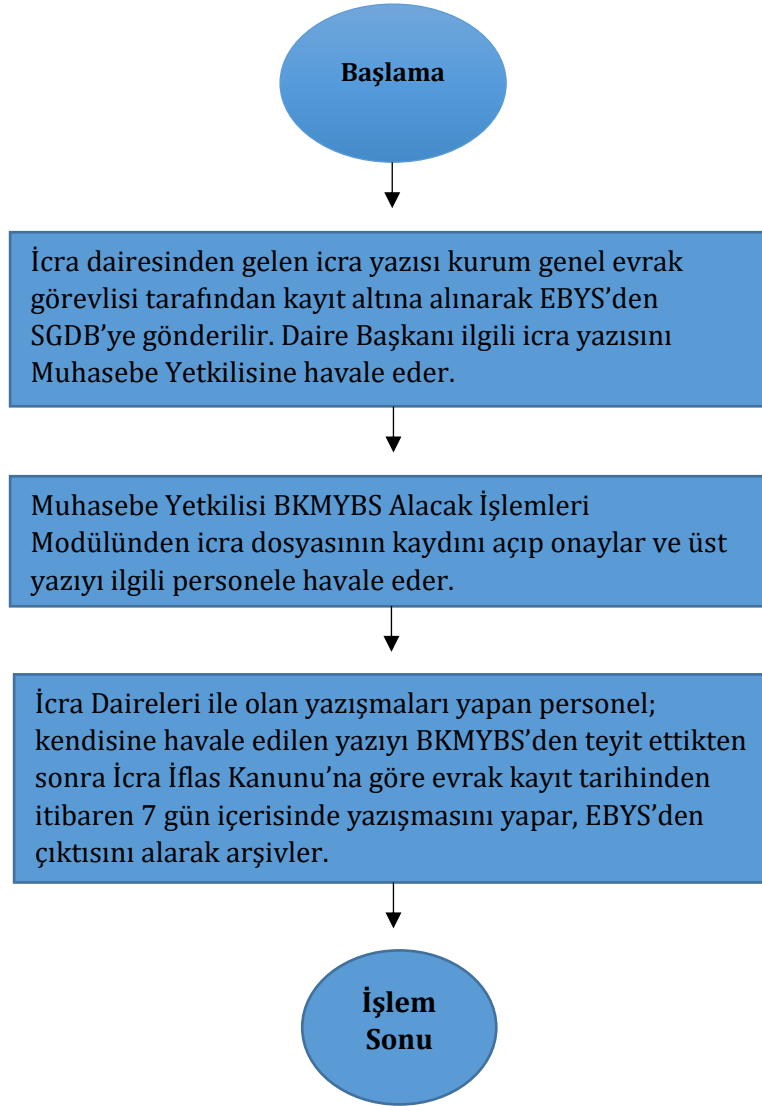 Başlama
İcra dairesinden gelen icra yazısı kurum genel evrak
görevlisi tarafından kayıt altına alınarak EBYS’den
SGDB’ye gönderilir. Daire Başkanı ilgili icra yazısını
Muhasebe Yetkilisine havale eder.
Muhasebe Yetkilisi BKMYBS Alacak İşlemleri
Modülünden icra dosyasının kaydını açıp onaylar ve üst
yazıyı ilgili personele havale eder.
İcra Daireleri ile olan yazışmaları yapan personel;
kendisine havale edilen yazıyı BKMYBS’den teyit ettikten
sonra İcra İflas Kanunu’na göre evrak kayıt tarihinden
itibaren 7 gün içerisinde yazışmasını yapar, EBYS’den
çıktısını alarak arşivler.
İşlem
Sonu